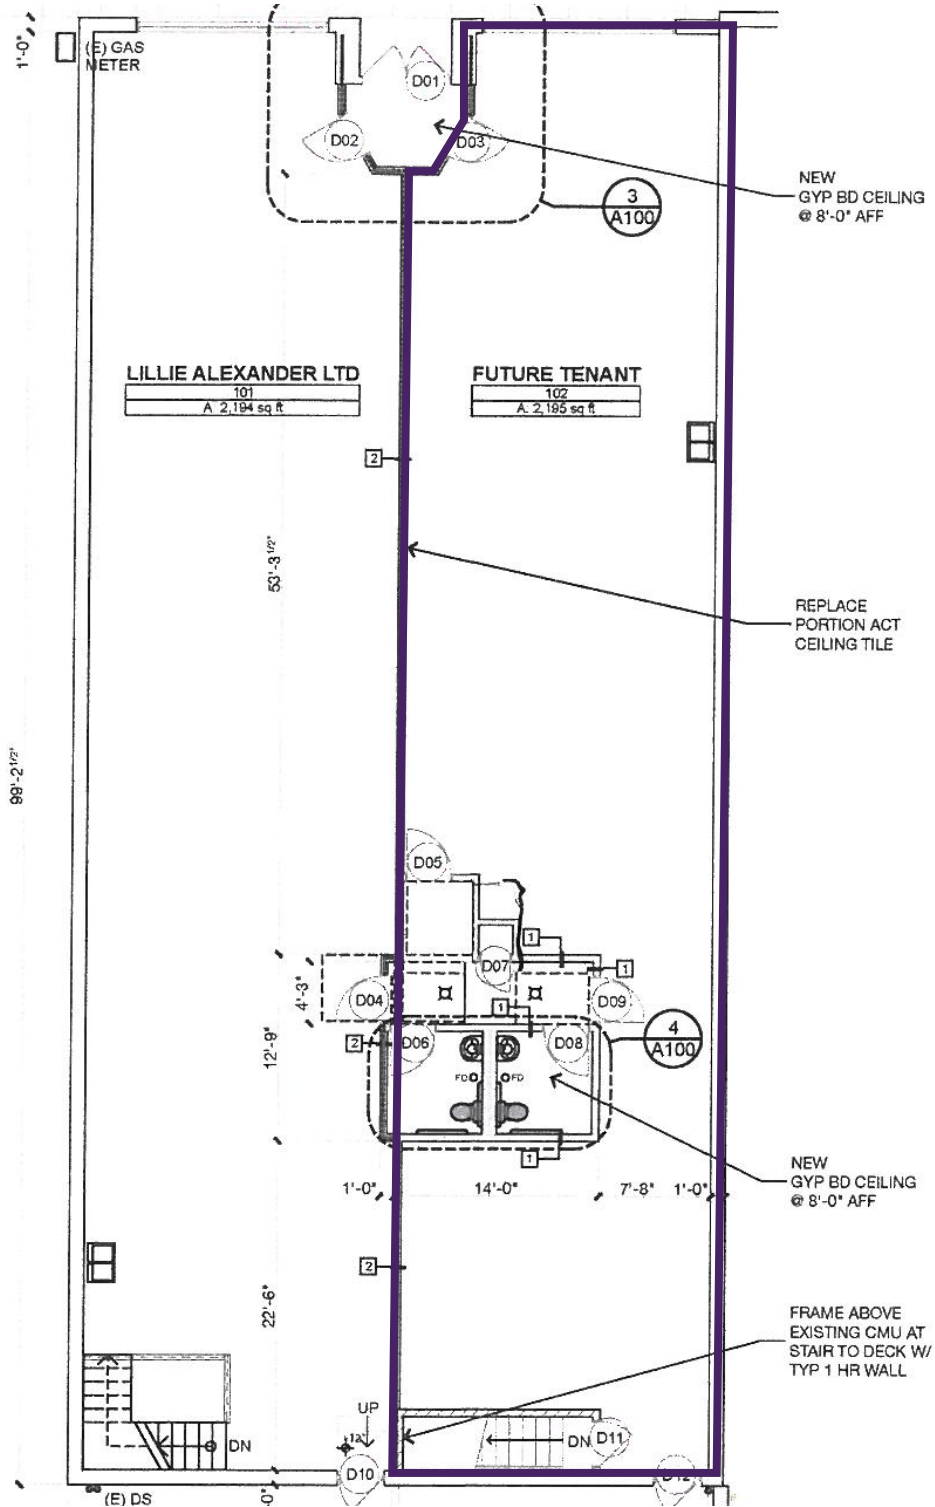 1'-0"
(E) GAS
METER
D01
D02
D03
3
A100
NEW
GYP BD CEILING
@ 8'-0" AFF
LILLIE ALEXANDER LTD
101
A: 2,194 sq ft
FUTURE TENANT
102
A: 2,195 sq ft
2
53'-3 1/2"
REPLACE
PORTION ACT
CEILING TILE
99'-2 1/2"
D05
1
D07
1
4'-3"
D04
1
D09
12'-9"
2
D06
D08
4
A100
FD
FD
1
NEW
GYP BD CEILING
@ 8'-0" AFF
1'-0"
14'-0"
7'-8"
1'-0"
2
22'-6"
FRAME ABOVE
EXISTING CMU AT
STAIR TO DECK W/
TYP 1 HR WALL
UP
DN
12
DN
D11
D10
D12
(E) DS